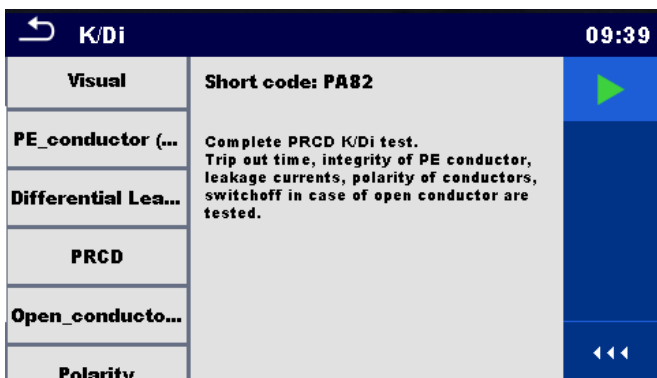 K/Di
09:39
Visual
PE_conductor (...
Differential Lea...
PRCD
Open_conducto...
Polarity
Short code: PA82
Complete PRCD K/Di test.
Trip out time, integrity of PE conductor,
leakage currents, polarity of conductors,
switchoff in case of open conductor are
tested.